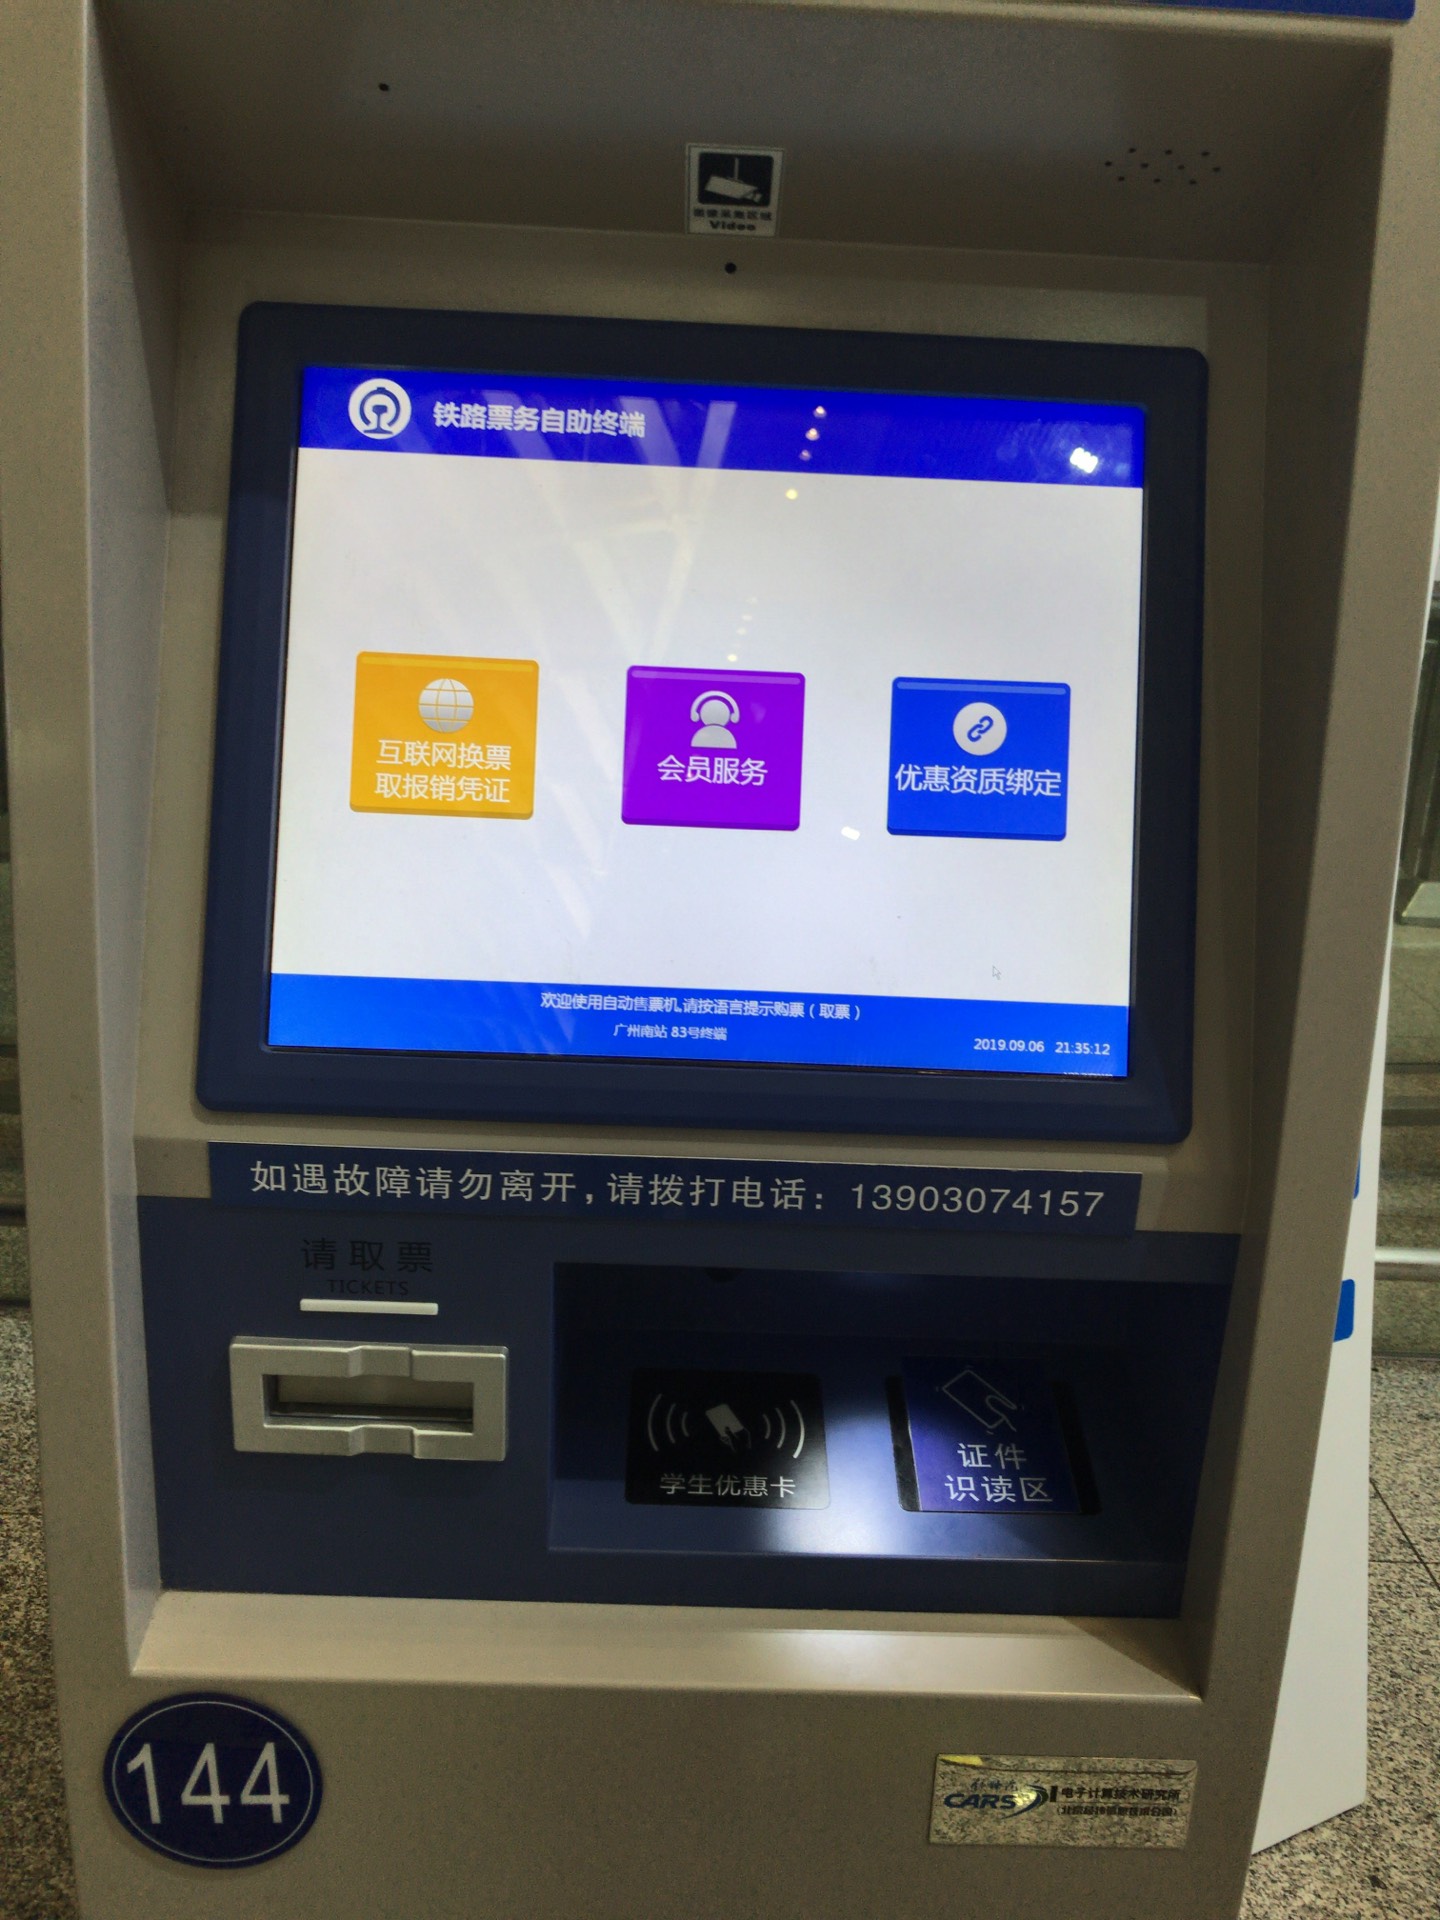 Video
铁路票务自助终端
互联网换票
取报销凭证
会员服务
优惠资质绑定
欢迎使用自动售票机,请按语言提示购票（取票）
广州南站 83号终端
2019.09.06 21:35:12
如遇故障请勿离开，请拨打电话：13903074157
请取票
TICKETS
学生优惠卡
证件
识读区
144
CARS
电子计算技术研究所